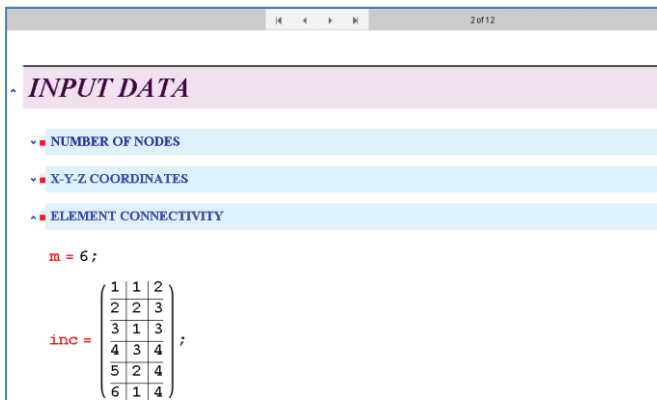 2 of 12
INPUT DATA
NUMBER OF NODES
X-Y-Z COORDINATES
ELEMENT CONNECTIVITY
m = 6;
inc =
1 1 2
2 2 3
3 1 3
4 3 4
5 2 4
6 1 4
;